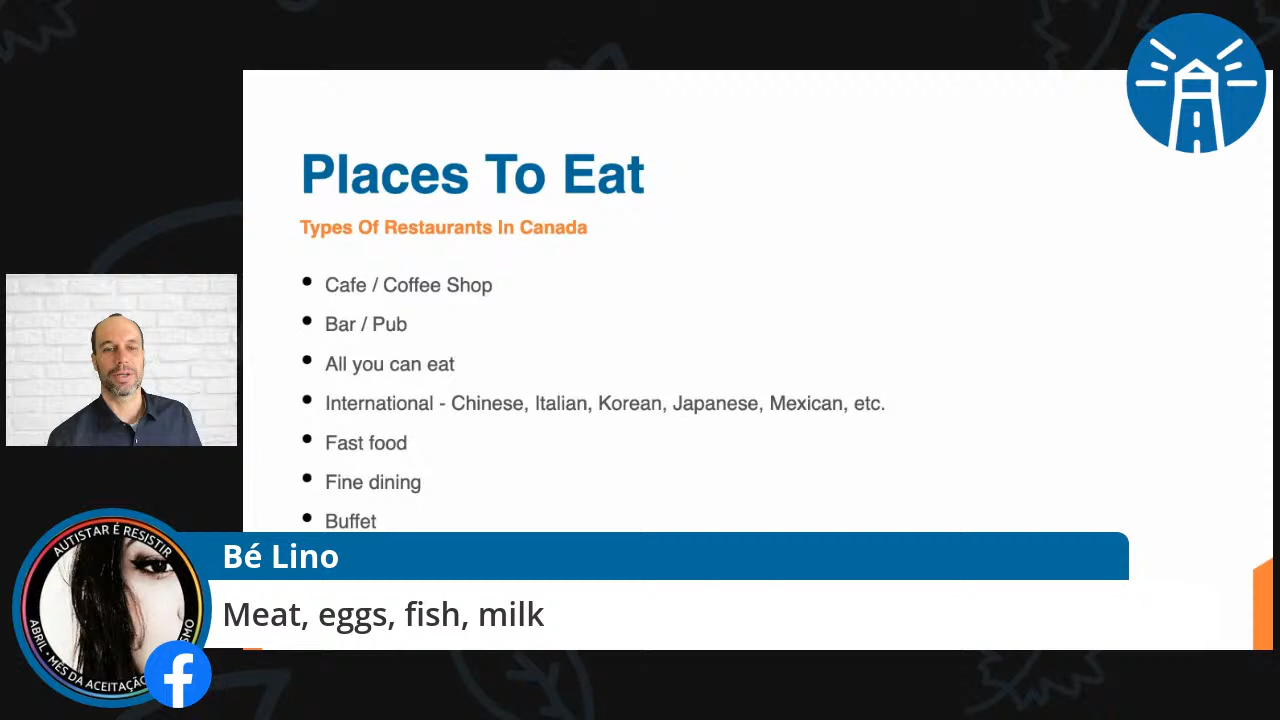 Places To Eat
Types Of Restaurants In Canada
• Cafe / Coffee Shop
• Bar / Pub
• All you can eat
• International - Chinese, Italian, Korean, Japanese, Mexican, etc.
• Fast food
• Fine dining
• Buffet
AUTISTAR É RESISTIR
Bé Lino
Meat, eggs, fish, milk
ABRIL • MÊS DA ACEITAÇÃO